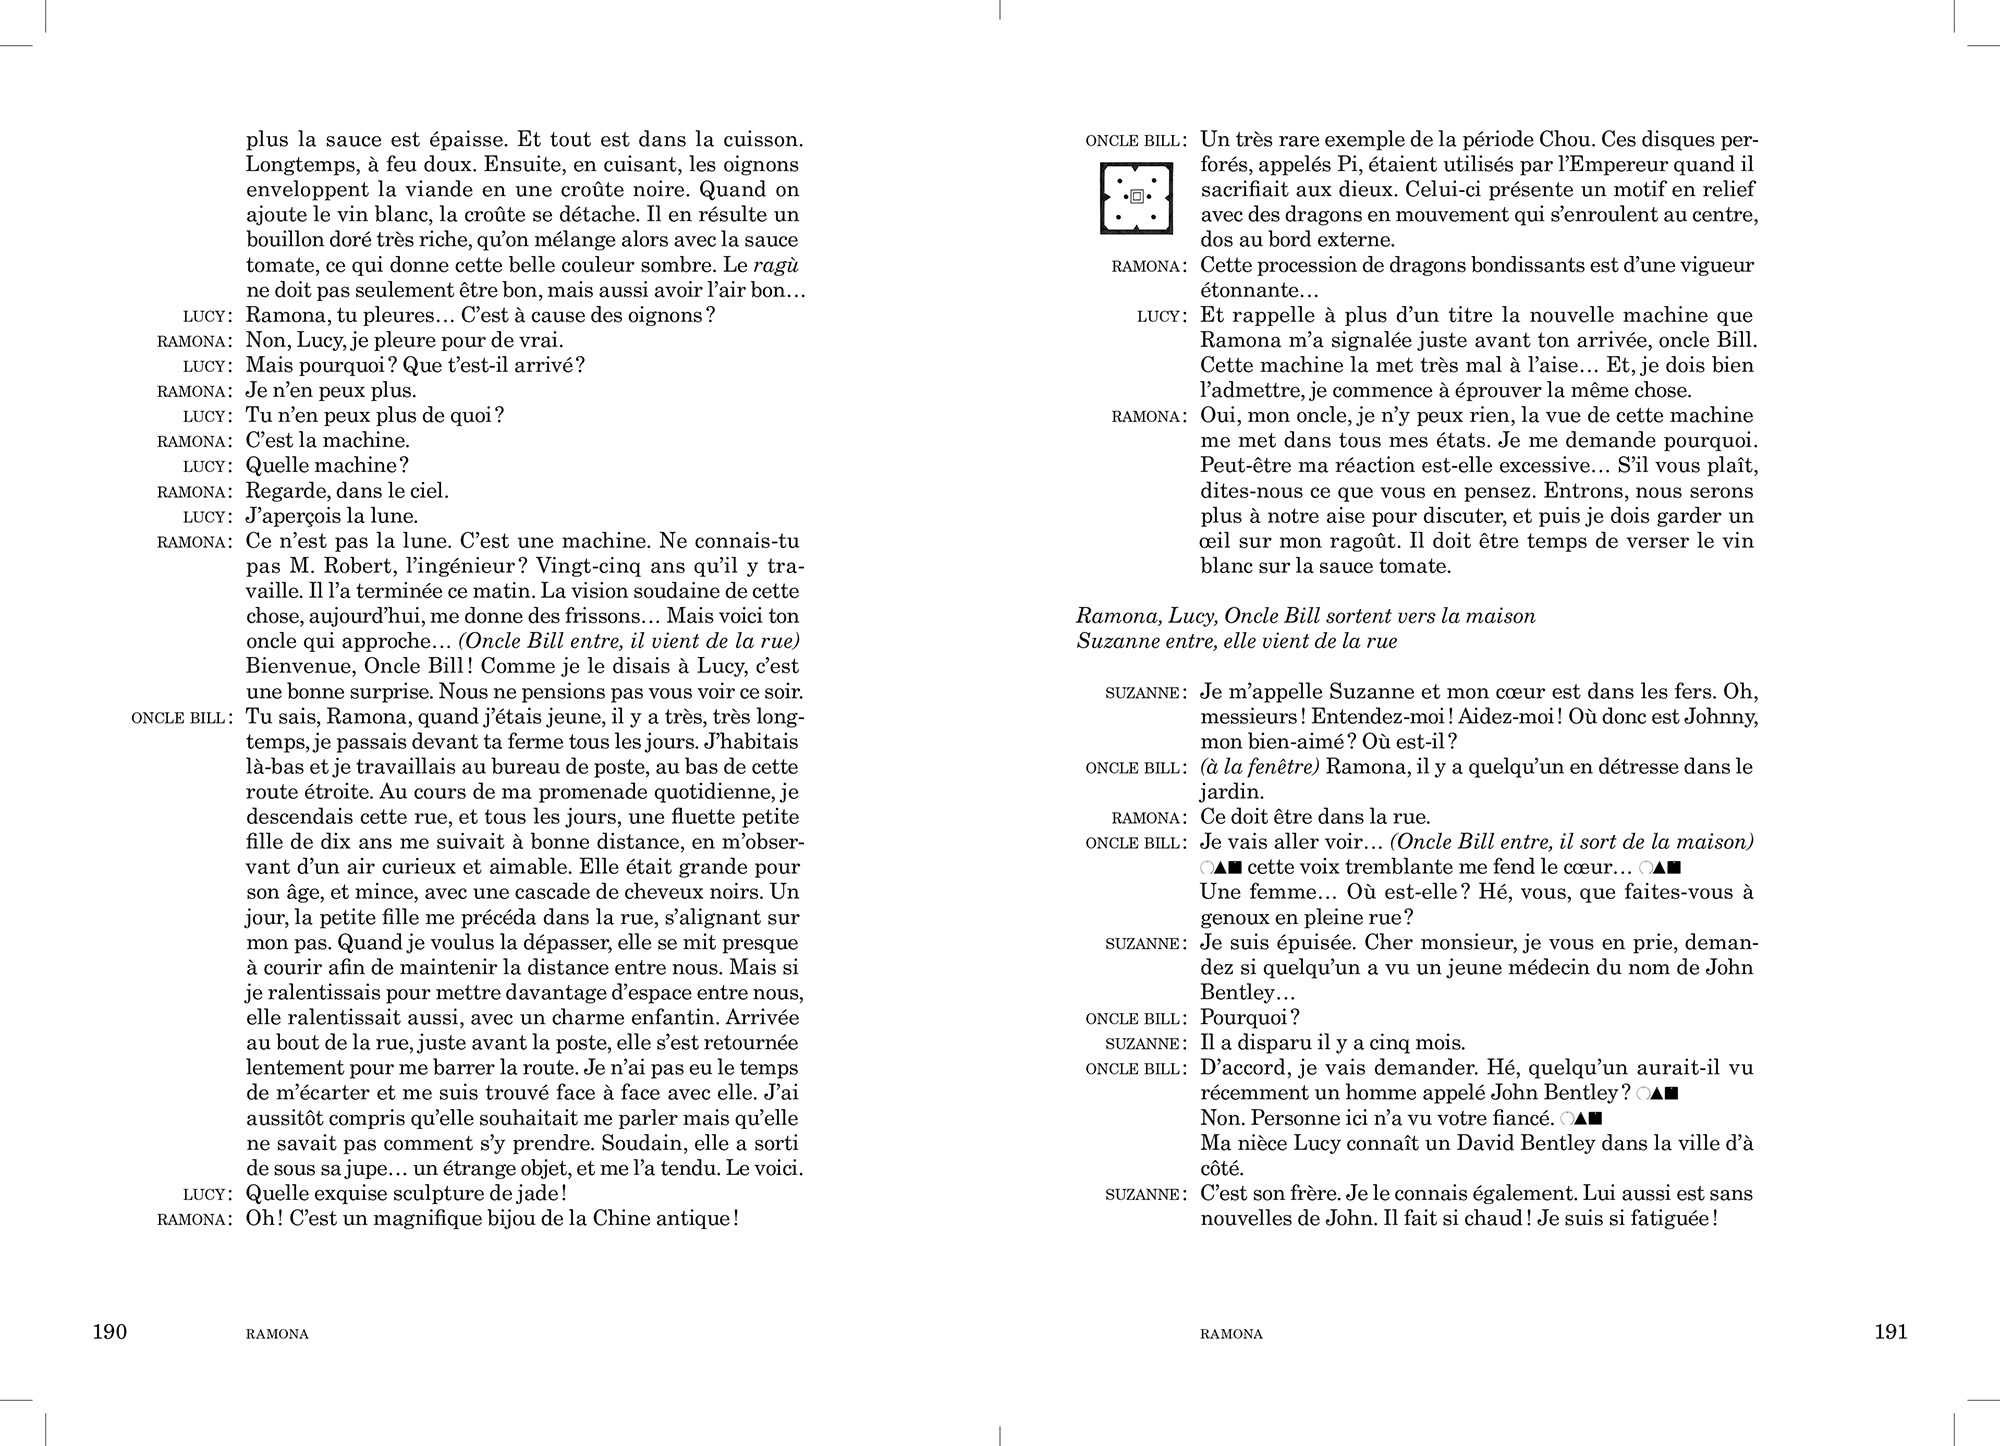 plus la sauce est épaisse. Et tout est dans la cuisson.
Longtemps, à feu doux. Ensuite, en cuisant, les oignons
enveloppent la viande en une croûte noire. Quand on
ajoute le vin blanc, la croûte se détache. Il en résulte un
bouillon doré très riche, qu’on mélange alors avec la sauce
tomate, ce qui donne cette belle couleur sombre. Le ragù
ne doit pas seulement être bon, mais aussi avoir l’air bon…
LUCY : Ramona, tu pleures… C’est à cause des oignons ?
RAMONA : Non, Lucy, je pleure pour de vrai.
LUCY : Mais pourquoi ? Que t’est-il arrivé ?
RAMONA : Je n’en peux plus.
LUCY : Tu n’en peux plus de quoi ?
RAMONA : C’est la machine.
LUCY : Quelle machine ?
RAMONA : Regarde, dans le ciel.
LUCY : J’aperçois la lune.
RAMONA : Ce n’est pas la lune. C’est une machine. Ne connais-tu
pas M. Robert, l’ingénieur ? Vingt-cinq ans qu’il y tra-
vaille. Il l’a terminée ce matin. La vision soudaine de cette
chose, aujourd’hui, me donne des frissons… Mais voici ton
oncle qui approche… (Oncle Bill entre, il vient de la rue)
Bienvenue, Oncle Bill ! Comme je le disais à Lucy, c’est
une bonne surprise. Nous ne pensions pas vous voir ce soir.
ONCLE BILL : Tu sais, Ramona, quand j’étais jeune, il y a très, très long-
temps, je passais devant ta ferme tous les jours. J’habitais
là-bas et je travaillais au bureau de poste, au bas de cette
route étroite. Au cours de ma promenade quotidienne, je
descendais cette rue, et tous les jours, une fluette petite
fille de dix ans me suivait à bonne distance, en m’obser-
vant d’un air curieux et aimable. Elle était grande pour
son âge, et mince, avec une cascade de cheveux noirs. Un
jour, la petite fille me précéda dans la rue, s’alignant sur
mon pas. Quand je voulus la dépasser, elle se mit presque
à courir afin de maintenir la distance entre nous. Mais si
je ralentissais pour mettre davantage d’espace entre nous,
elle ralentissait aussi, avec un charme enfantin. Arrivée
au bout de la rue, juste avant la poste, elle s’est retournée
lentement pour me barrer la route. Je n’ai pas eu le temps
de m’écarter et me suis trouvé face à face avec elle. J’ai
aussitôt compris qu’elle souhaitait me parler mais qu’elle
ne savait pas comment s’y prendre. Soudain, elle a sorti
de sous sa jupe… un étrange objet, et me l’a tendu. Le voici.
LUCY : Quelle exquise sculpture de jade !
RAMONA : Oh ! C’est un magnifique bijou de la Chine antique !
190 RAMONA
ONCLE BILL : Un très rare exemple de la période Chou. Ces disques per-
forés, appelés Pi, étaient utilisés par l’Empereur quand il
sacrifiait aux dieux. Celui-ci présente un motif en relief
avec des dragons en mouvement qui s’enroulent au centre,
dos au bord externe.
RAMONA : Cette procession de dragons bondissants est d’une vigueur
étonnante…
LUCY : Et rappelle à plus d’un titre la nouvelle machine que
Ramona m’a signalée juste avant ton arrivée, oncle Bill.
Cette machine la met très mal à l’aise… Et, je dois bien
l’admettre, je commence à éprouver la même chose.
RAMONA : Oui, mon oncle, je n’y peux rien, la vue de cette machine
me met dans tous mes états. Je me demande pourquoi.
Peut-être ma réaction est-elle excessive… S’il vous plaît,
dites-nous ce que vous en pensez. Entrons, nous serons
plus à notre aise pour discuter, et puis je dois garder un
œil sur mon ragoût. Il doit être temps de verser le vin
blanc sur la sauce tomate.
Ramona, Lucy, Oncle Bill sortent vers la maison
Suzanne entre, elle vient de la rue
SUZANNE : Je m’appelle Suzanne et mon cœur est dans les fers. Oh,
messieurs ! Entendez-moi ! Aidez-moi ! Où donc est Johnny,
mon bien-aimé ? Où est-il ?
ONCLE BILL : (à la fenêtre) Ramona, il y a quelqu’un en détresse dans le
jardin.
RAMONA : Ce doit être dans la rue.
ONCLE BILL : Je vais aller voir… (Oncle Bill entre, il sort de la maison)
○▲■ cette voix tremblante me fend le cœur… ○▲■
Une femme… Où est-elle ? Hé, vous, que faites-vous à
genoux en pleine rue ?
SUZANNE : Je suis épuisée. Cher monsieur, je vous en prie, deman-
dez si quelqu’un a vu un jeune médecin du nom de John
Bentley…
ONCLE BILL : Pourquoi ?
SUZANNE : Il a disparu il y a cinq mois.
ONCLE BILL : D’accord, je vais demander. Hé, quelqu’un aurait-il vu
récemment un homme appelé John Bentley ? ○▲■
Non. Personne ici n’a vu votre fiancé. ○▲■
Ma nièce Lucy connaît un David Bentley dans la ville d’à
côté.
SUZANNE : C’est son frère. Je le connais également. Lui aussi est sans
nouvelles de John. Il fait si chaud ! Je suis si fatiguée !
RAMONA 191